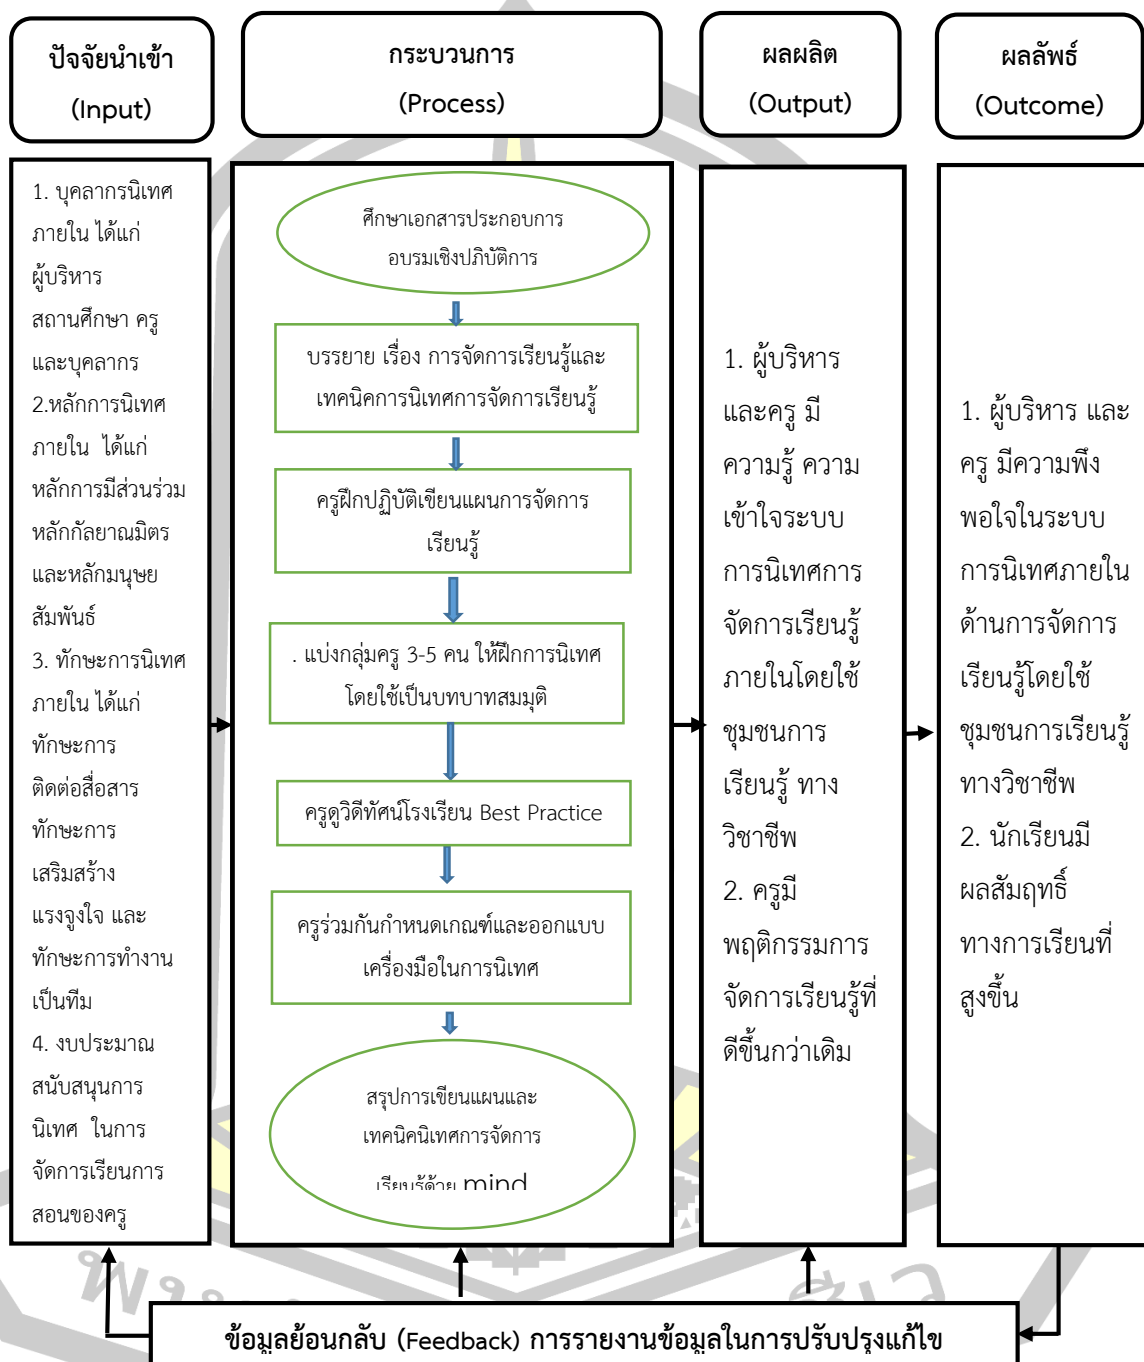 ปัจจัยนำเข้า
(Input)
กระบวนการ
(Process)
ผลผลิต
(Output)
ผลลัพธ์
(Outcome)
1. บุคลากรนิเทศ
ภายใน ได้แก่
ผู้บริหาร
สถานศึกษา ครู
และบุคลากร
2.หลักการนิเทศ
ภายใน ได้แก่
หลักการมีส่วนร่วม
หลักกัลยาณมิตร
และหลักมนุษย
สัมพันธ์
3. ทักษะการนิเทศ
ภายใน ได้แก่
ทักษะการ
ติดต่อสื่อสาร
ทักษะการ
เสริมสร้าง
แรงจูงใจ และ
ทักษะการทำงาน
เป็นทีม
4. งบประมาณ
สนับสนุนการ
นิเทศ ในการ
จัดการเรียนการ
สอนของครู
ศึกษาเอกสารประกอบการ
อบรมเชิงปฏิบัติการ
บรรยาย เรื่อง การจัดการเรียนรู้และ
เทคนิคการนิเทศการจัดการเรียนรู้
ครูฝึกปฏิบัติเขียนแผนการจัดการ
เรียนรู้
. แบ่งกลุ่มครู 3-5 คน ให้ฝึกการนิเทศ
โดยใช้เป็นบทบาทสมมุติ
ครูดูวิดีทัศน์โรงเรียน Best Practice
ครูร่วมกันกำหนดเกณฑ์และออกแบบ
เครื่องมือในการนิเทศ
สรุปการเขียนแผนและ
เทคนิคนิเทศการจัดการ
เรียนรู้ด้วย mind
1. ผู้บริหาร
และครู มี
ความรู้ ความ
เข้าใจระบบ
การนิเทศการ
จัดการเรียนรู้
ภายในโดยใช้
ชุมชนการ
เรียนรู้ ทาง
วิชาชีพ
2. ครูมี
พฤติกรรมการ
จัดการเรียนรู้ที่
ดีขึ้นกว่าเดิม
1. ผู้บริหาร และ
ครู มีความพึง
พอใจในระบบ
การนิเทศภายใน
ด้านการจัดการ
เรียนรู้โดยใช้
ชุมชนการเรียนรู้
ทางวิชาชีพ
2. นักเรียนมี
ผลสัมฤทธิ์
ทางการเรียนที่
สูงขึ้น
ข้อมูลย้อนกลับ (Feedback) การรายงานข้อมูลในการปรับปรุงแก้ไข